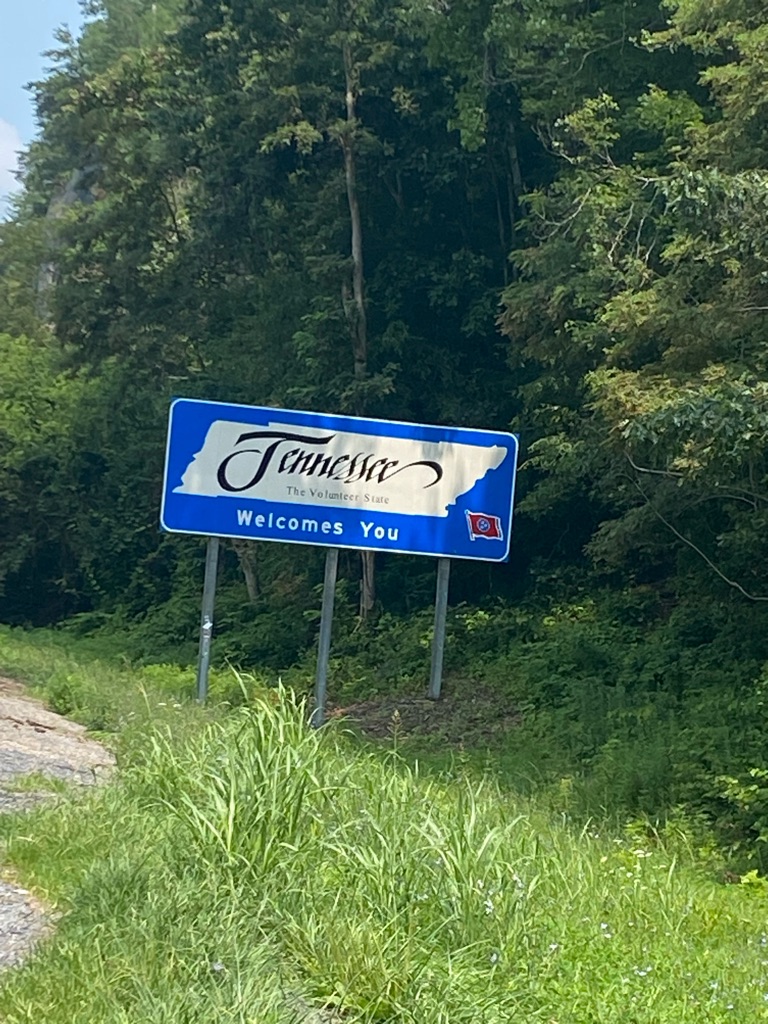 Tennessee
The Volunteer State
Welcomes You